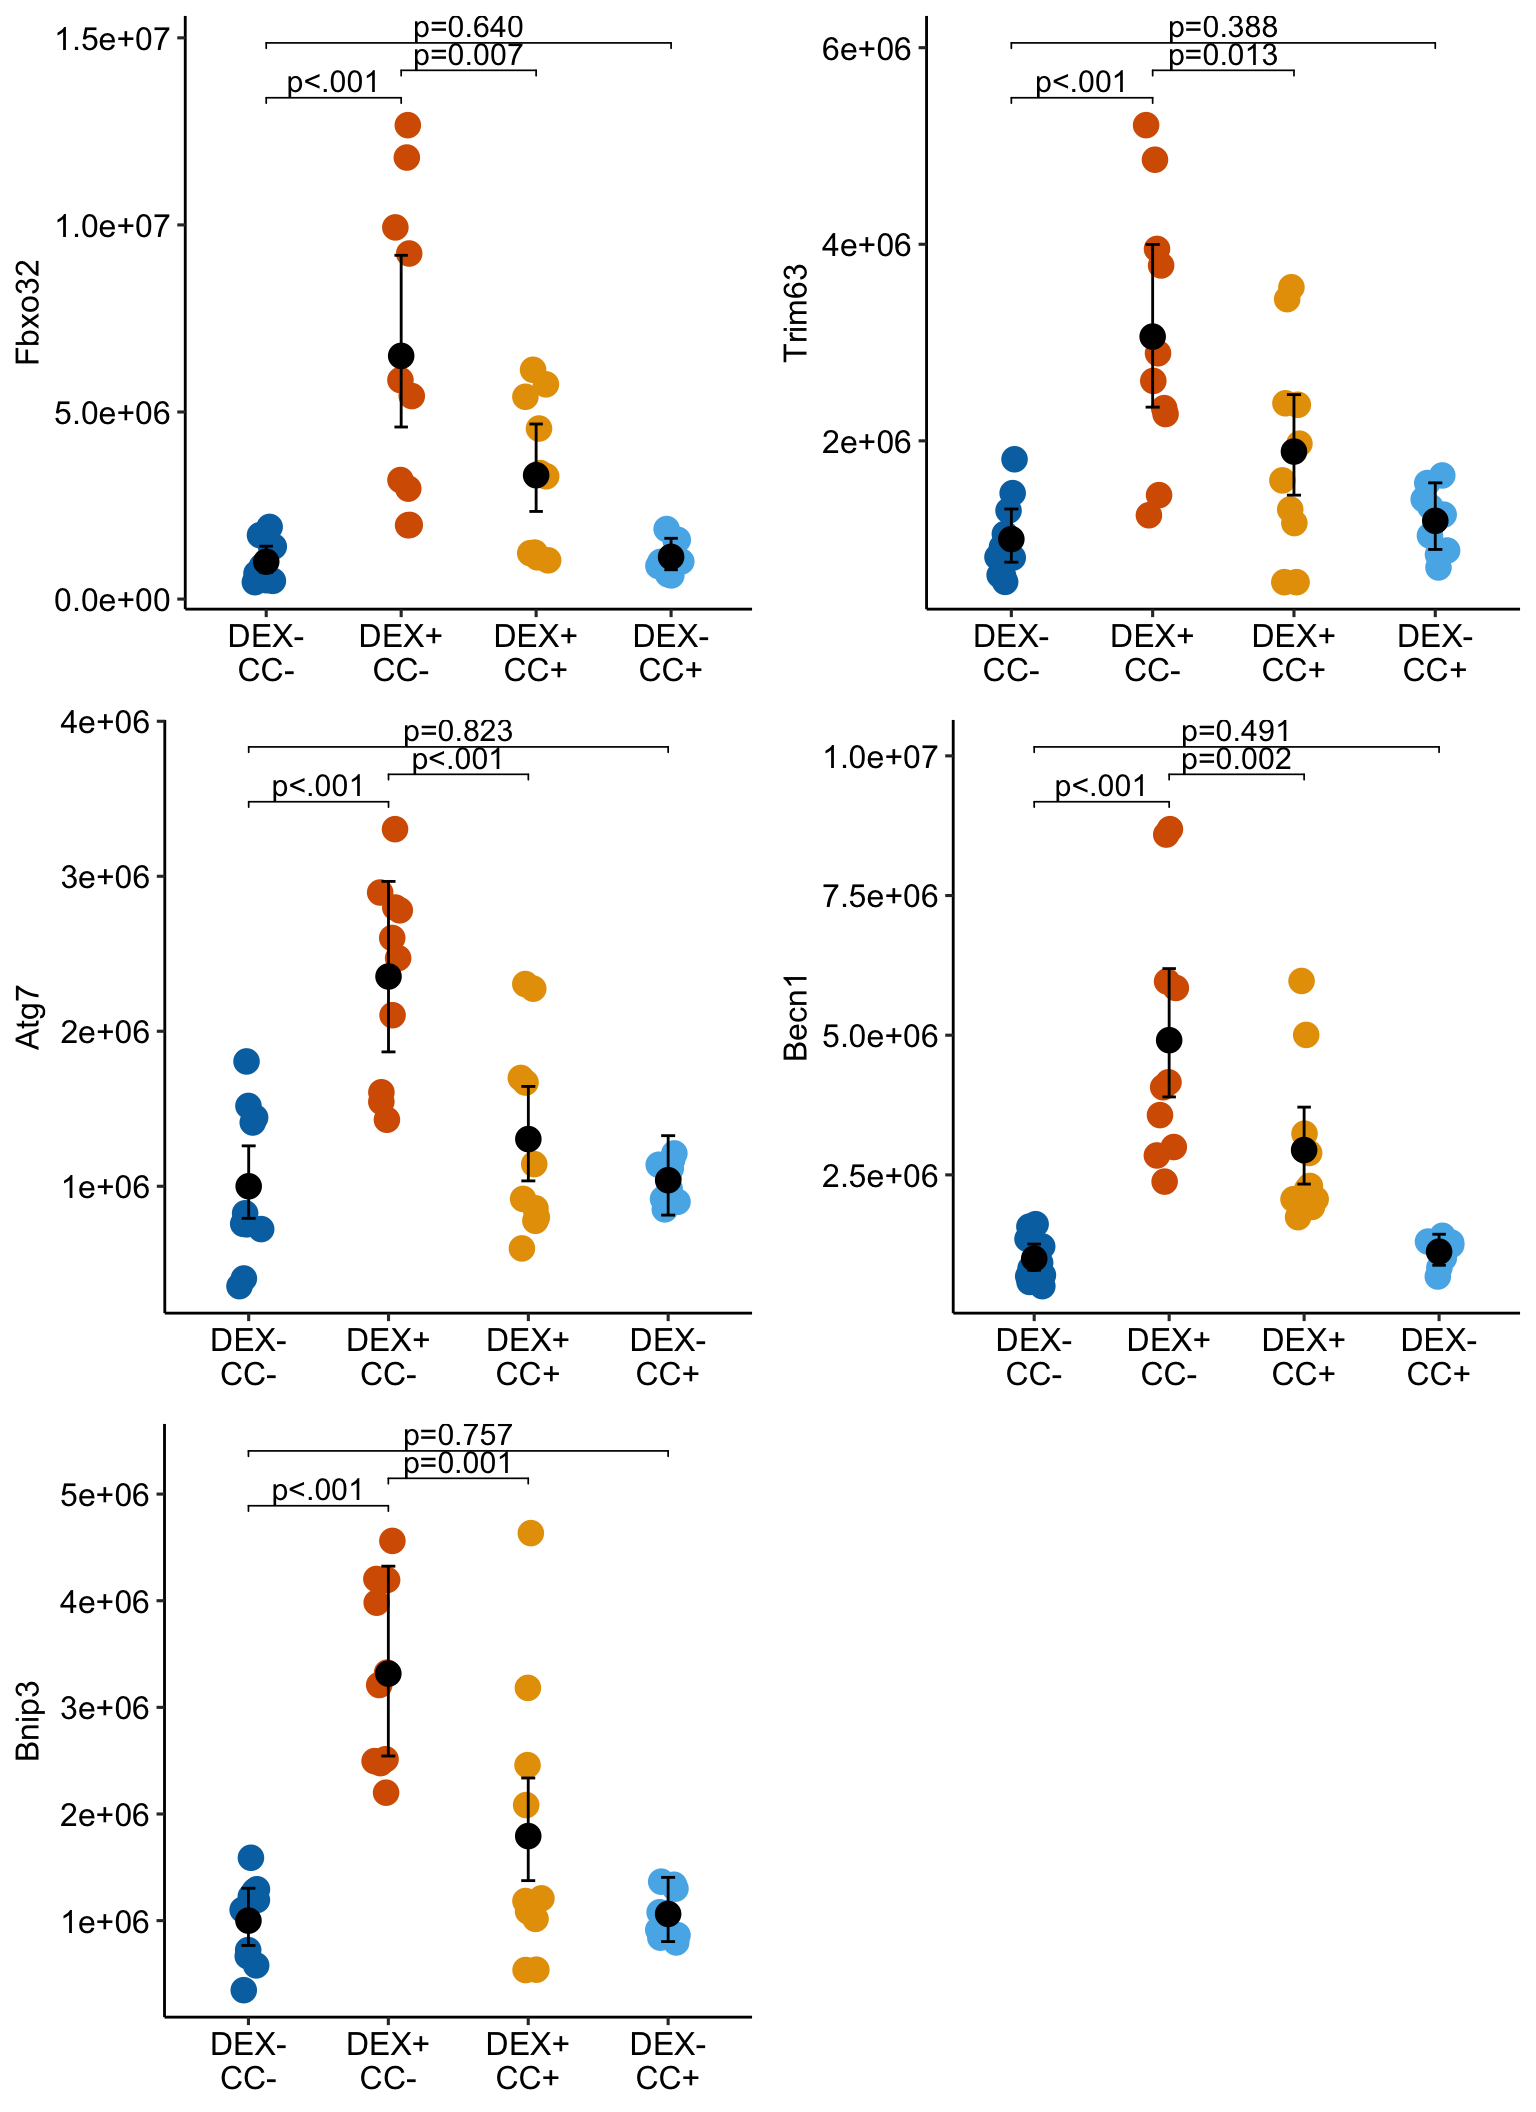 p=0.640
p=0.007
p<.001
1.5e+07
1.0e+07
5.0e+06
0.0e+00
Fbxo32
DEX- DEX+ DEX+ DEX-
CC- CC- CC+ CC+
p=0.388
p=0.013
p<.001
6e+06
4e+06
2e+06
Trim63
DEX- DEX+ DEX+ DEX-
CC- CC- CC+ CC+
p=0.823
p<.001
p<.001
4e+06
3e+06
2e+06
1e+06
Atg7
DEX- DEX+ DEX+ DEX-
CC- CC- CC+ CC+
p=0.491
p=0.002
p<.001
1.0e+07
7.5e+06
5.0e+06
2.5e+06
Becn1
DEX- DEX+ DEX+ DEX-
CC- CC- CC+ CC+
p=0.757
p=0.001
p<.001
5e+06
4e+06
3e+06
2e+06
1e+06
Bnip3
DEX- DEX+ DEX+ DEX-
CC- CC- CC+ CC+